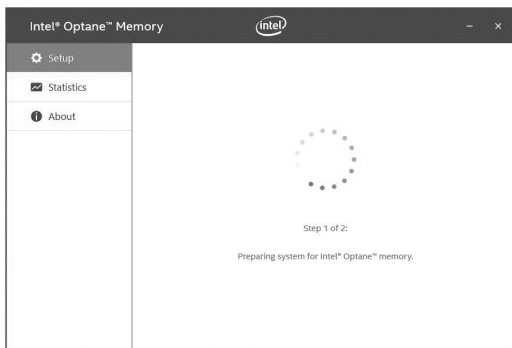 Intel® Optane™ Memory
intel
Setup
Statistics
About
Step 1 of 2:
Preparing system for Intel® Optane™ memory.